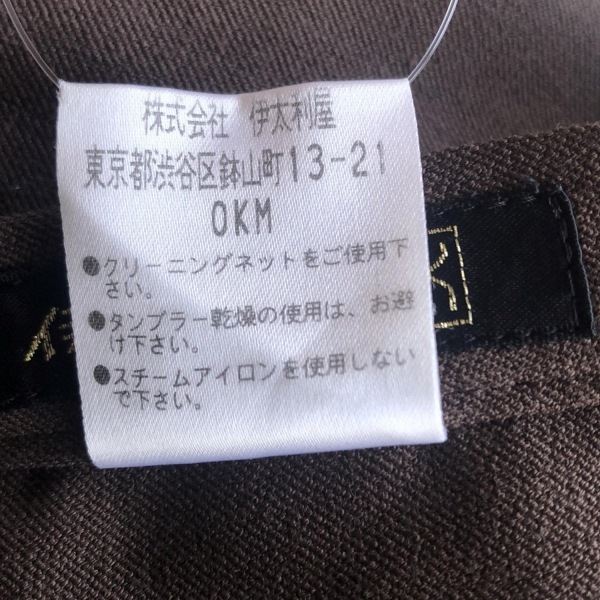 株式会社 伊太利屋
東京都渋谷区鉢山町13-21
OKM
●クリーニングネットをご使用下
さい。
●タンブラー乾燥の使用は、お避
け下さい。
●スチームアイロンを使用しない
で下さい。